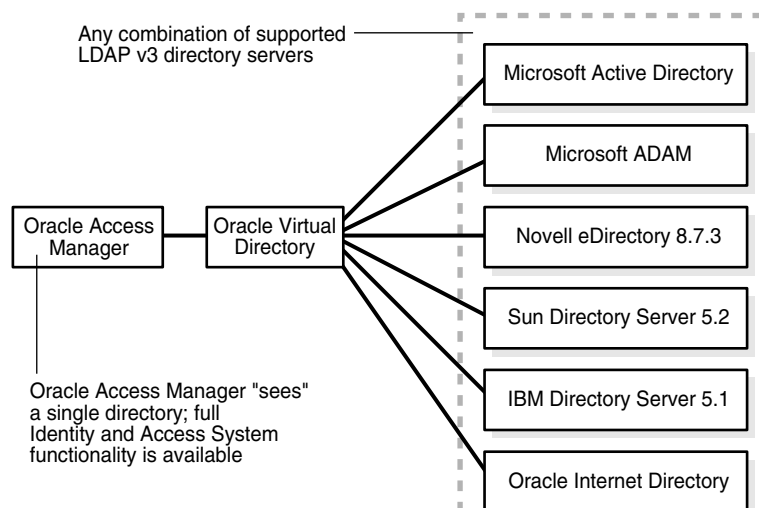 Any combination of supported
LDAP v3 directory servers
Microsoft Active Directory
Microsoft ADAM
Oracle Access
Manager
Oracle Virtual
Directory
Novell eDirectory 8.7.3
Sun Directory Server 5.2
Oracle Access Manager "sees"
a single directory; full
Identity and Access System
functionality is available
IBM Directory Server 5.1
Oracle Internet Directory